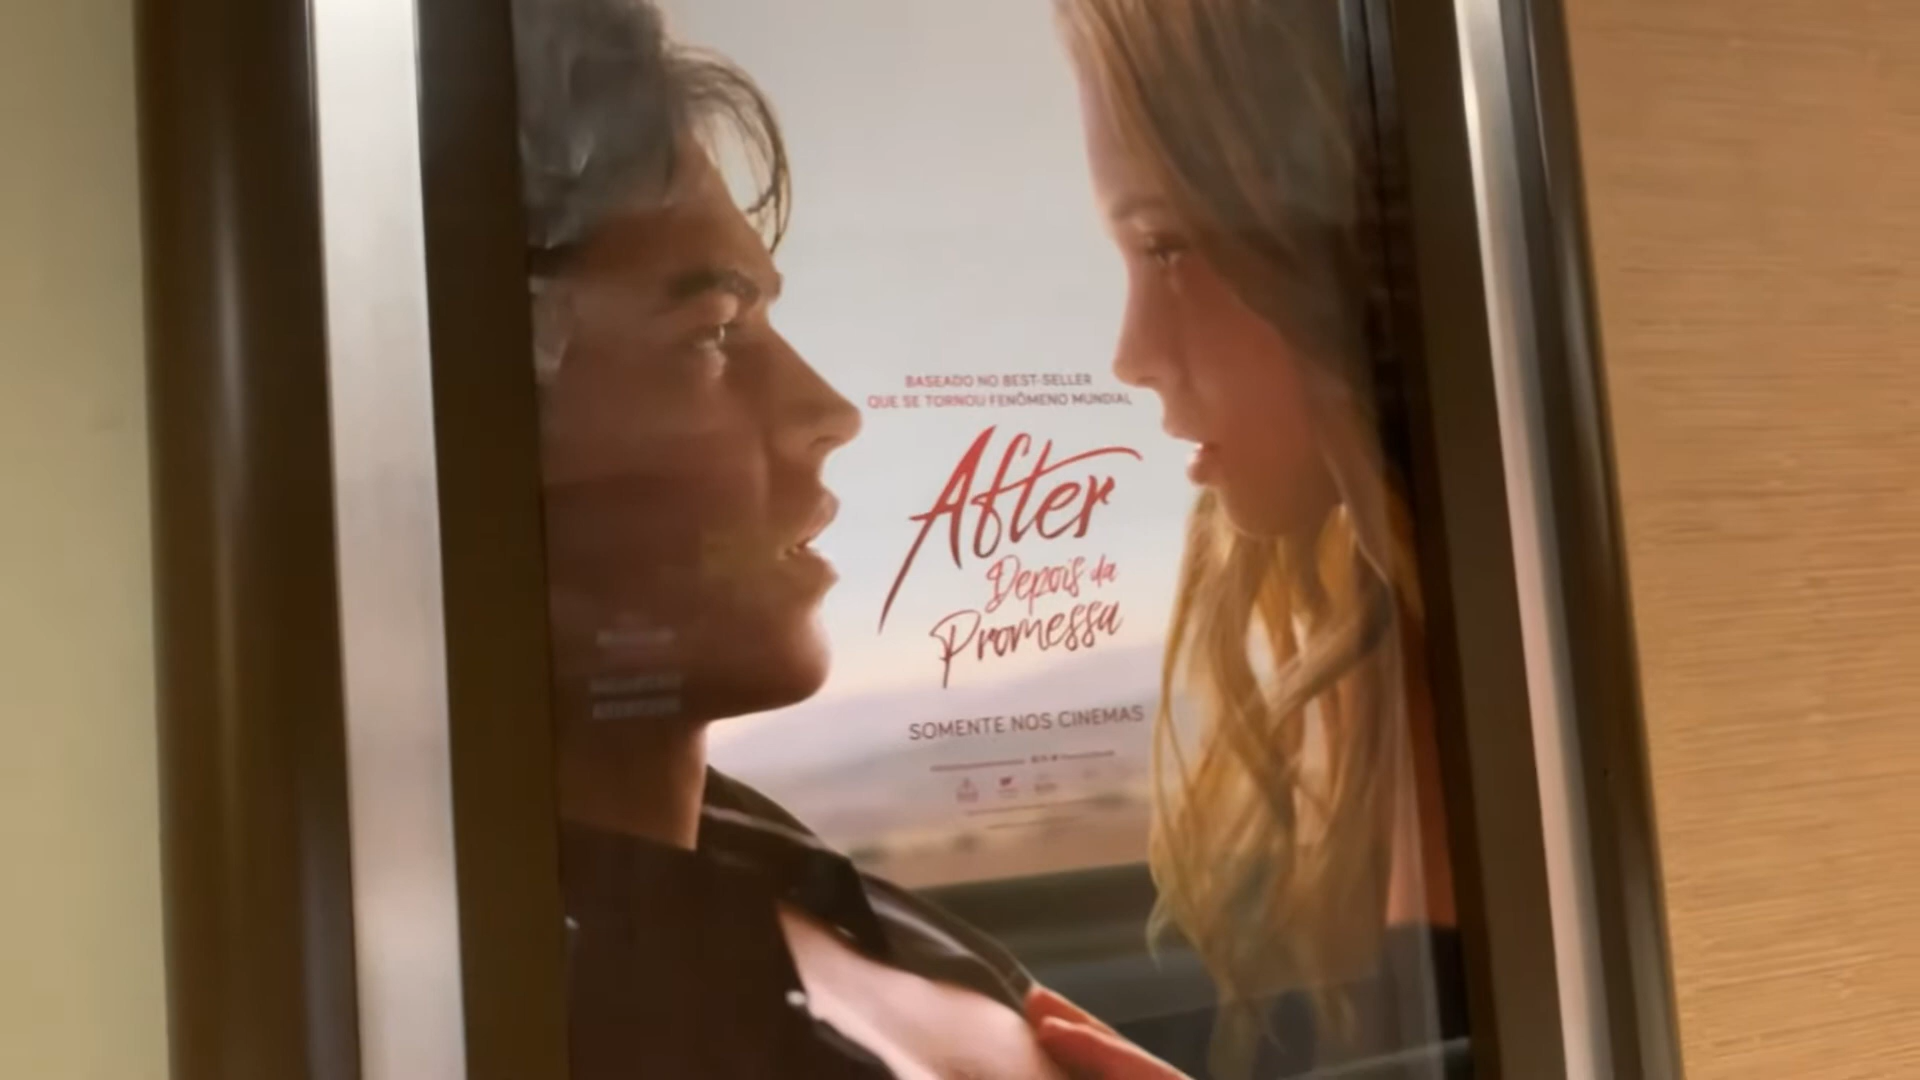 BASEADO NO BEST-SELLER
QUE SE TORNOU FENÔMENO MUNDIAL
After
Depois da
Promessa
SOMENTE NOS CINEMAS